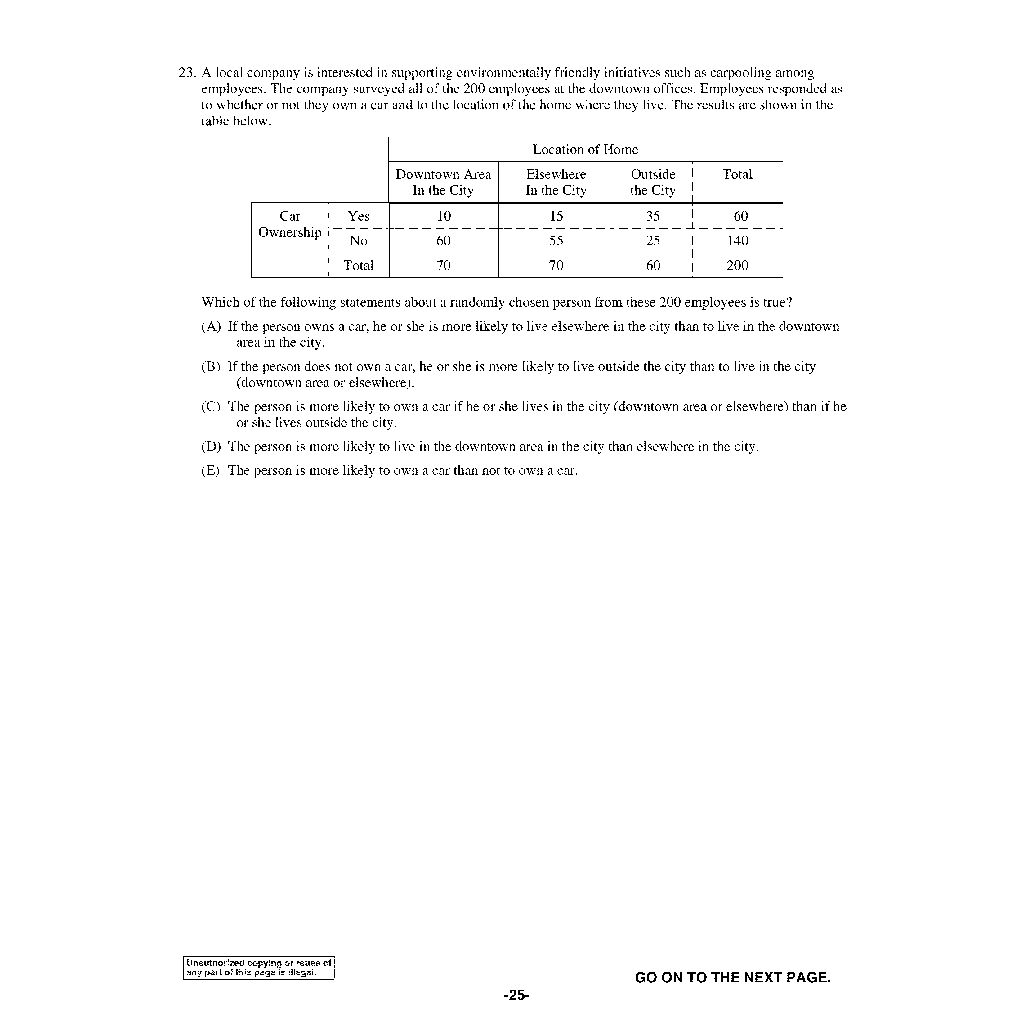 23. A local company is interested in supporting environmentally friendly initiatives such as carpooling among
employees. The company surveyed all of the 200 employees at the downtown offices. Employees responded as
to whether or not they own a car and to the location of the home where they live. The results are shown in the
table below.
Location of Home
Downtown Area In the City Elsewhere In the City Outside the City Total
Car Ownership Yes 10 15 35 60
No 60 55 25 140
Total 70 70 60 200
Which of the following statements about a randomly chosen person from these 200 employees is true?
(A) If the person owns a car, he or she is more likely to live elsewhere in the city than to live in the downtown
area in the city.
(B) If the person does not own a car, he or she is more likely to live outside the city than to live in the city
(downtown area or elsewhere).
(C) The person is more likely to own a car if he or she lives in the city (downtown area or elsewhere) than if he
or she lives outside the city.
(D) The person is more likely to live in the downtown area in the city than elsewhere in the city.
(E) The person is more likely to own a car than not to own a car.
Unauthorized copying or reuse of
any part of this page is illegal.
GO ON TO THE NEXT PAGE.
-25-